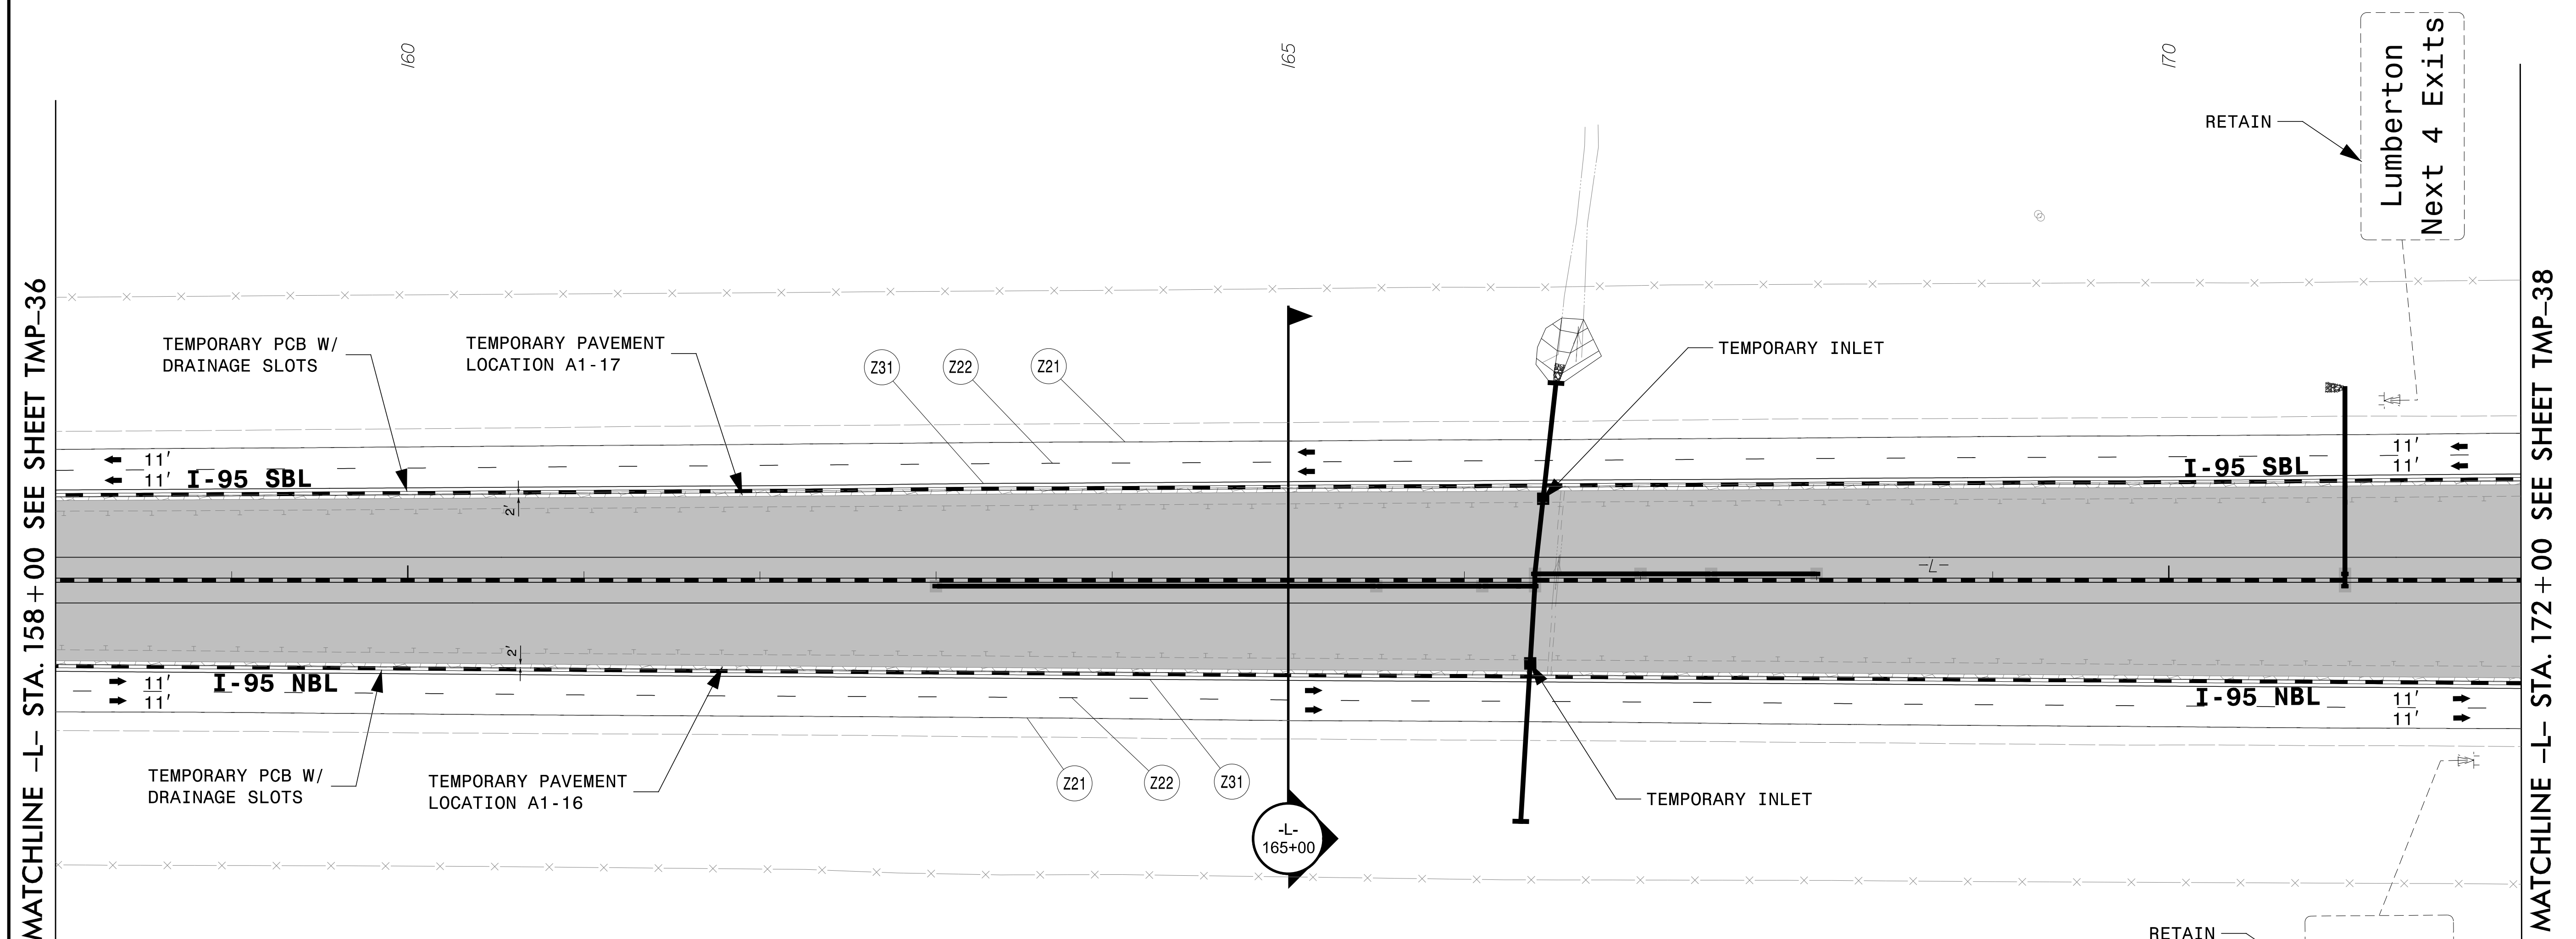 160
165
170
Lumberton
Next 4 Exits
RETAIN
MATCHLINE -L- STA. 158+00 SEE SHEET TMP-36
MATCHLINE -L- STA. 172+00 SEE SHEET TMP-38
TEMPORARY PCB W/
DRAINAGE SLOTS
TEMPORARY PAVEMENT
LOCATION A1-17
Z31
Z22
Z21
TEMPORARY INLET
11'
11'
I-95 SBL
I-95 SBL
11'
11'
2'
-L-
2'
11'
11'
I-95 NBL
I-95 NBL
11'
11'
TEMPORARY PCB W/
DRAINAGE SLOTS
TEMPORARY PAVEMENT
LOCATION A1-16
Z21
Z22
Z31
TEMPORARY INLET
-L-
165+00
RETAIN